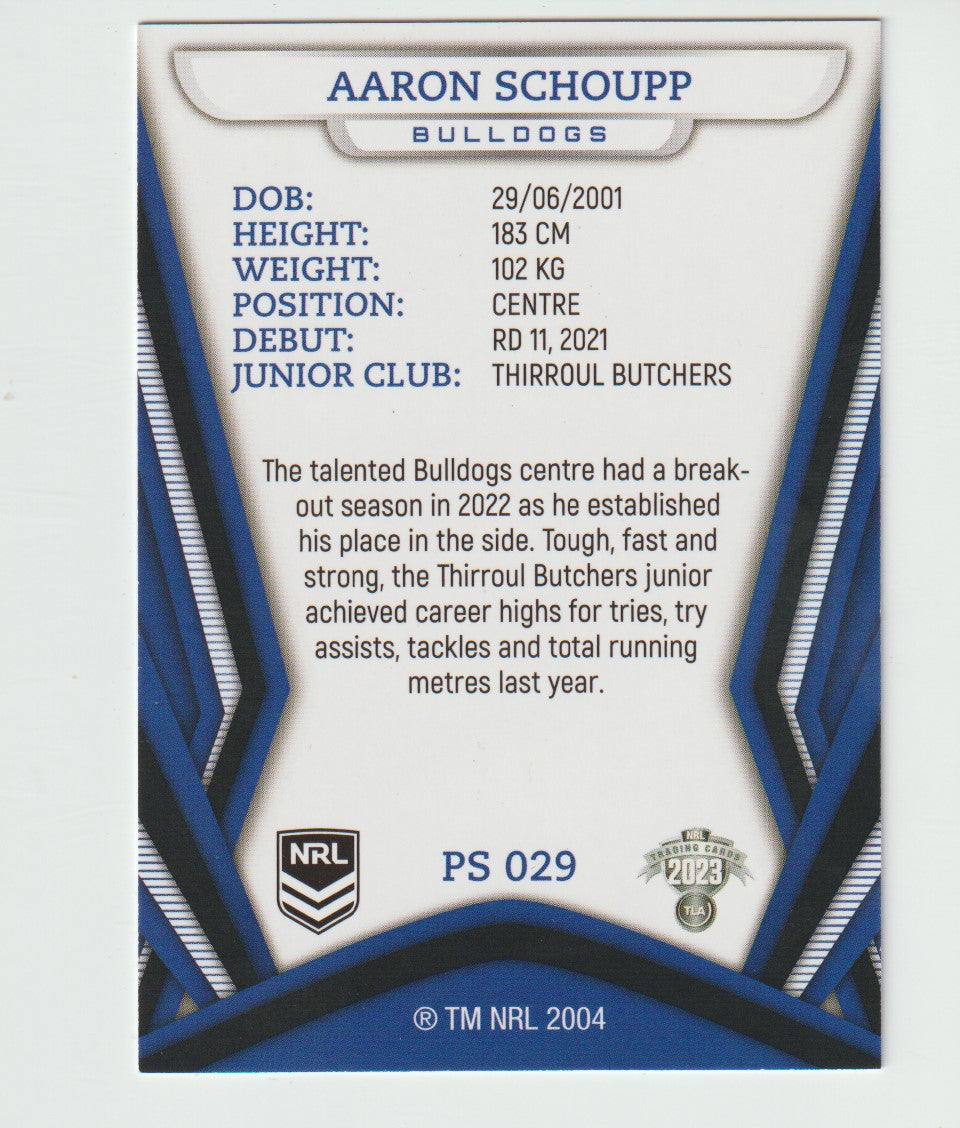 AARON SCHOUPP
BULLDOGS
DOB: 29/06/2001
HEIGHT: 183 CM
WEIGHT: 102 KG
POSITION: CENTRE
DEBUT: RD 11, 2021
JUNIOR CLUB: THIRROUL BUTCHERS
The talented Bulldogs centre had a break-
out season in 2022 as he established
his place in the side. Tough, fast and
strong, the Thirroul Butchers junior
achieved career highs for tries, try
assists, tackles and total running
metres last year.
NRL
PS 029
NRL
TRADING CARDS
2023
TLA
® TM NRL 2004